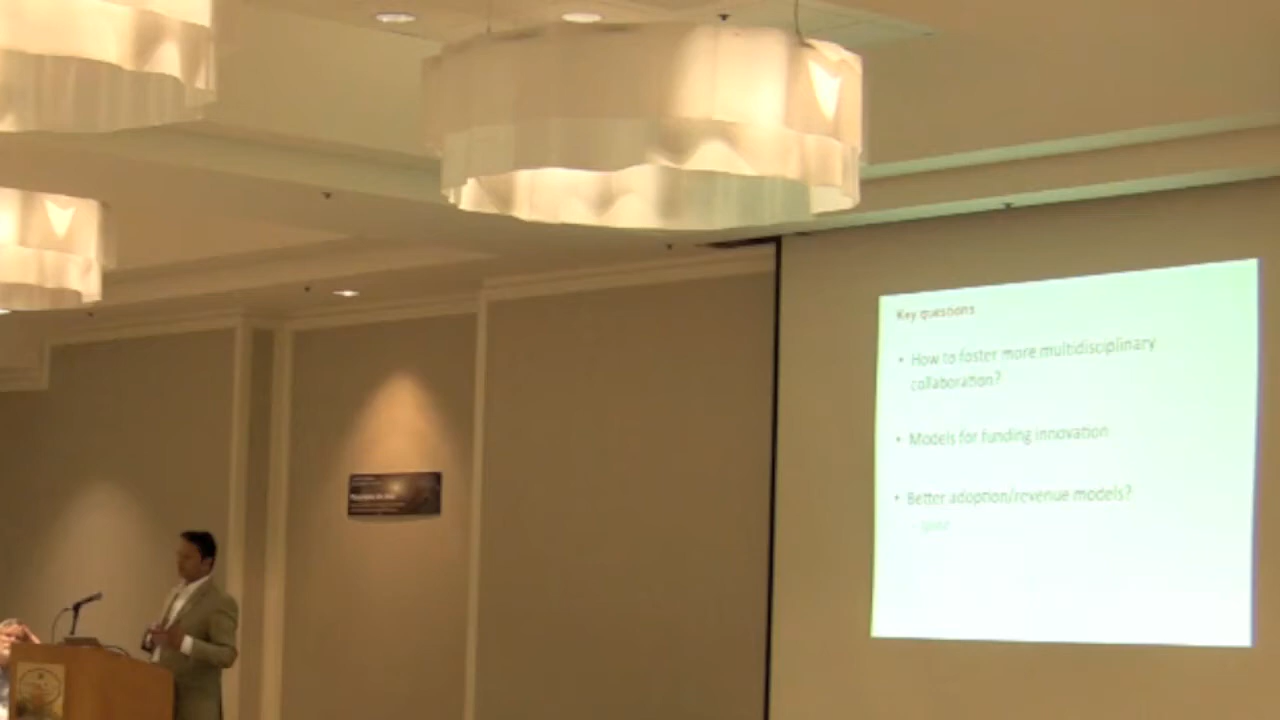 Key questions
• How to foster more multidisciplinary
collaboration?
• Models for funding innovation
• Better adoption/revenue models?